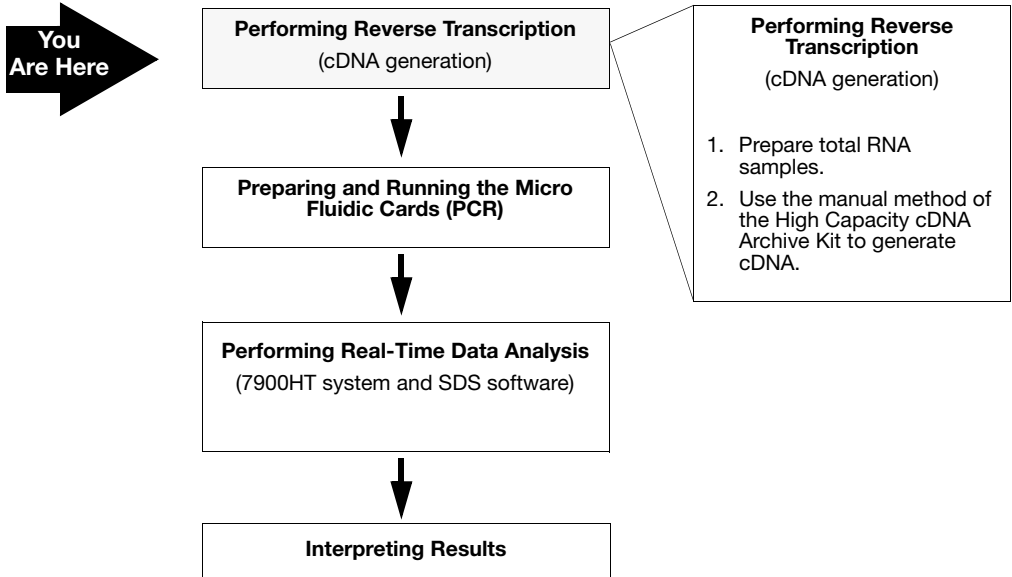 You
Are Here
Performing Reverse Transcription
(cDNA generation)
Preparing and Running the Micro
Fluidic Cards (PCR)
Performing Real-Time Data Analysis
(7900HT system and SDS software)
Interpreting Results
Performing Reverse
Transcription
(cDNA generation)
1. Prepare total RNA
samples.
2. Use the manual method of
the High Capacity cDNA
Archive Kit to generate
cDNA.